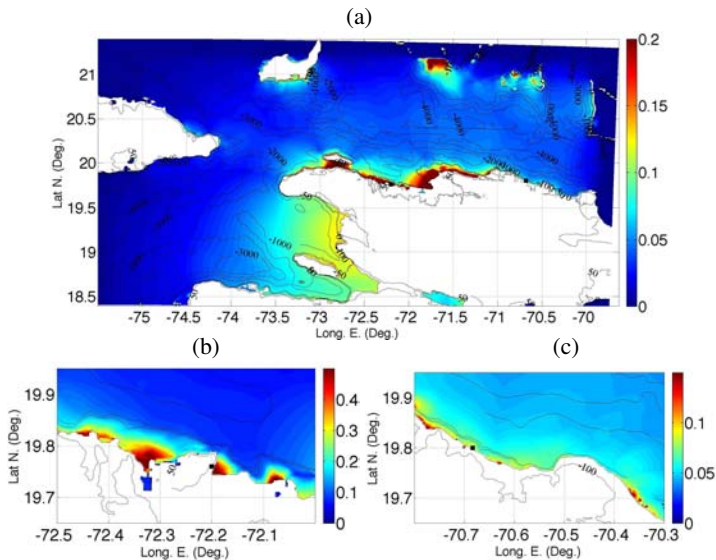 (a)
Lat N. (Deg.)
21
20.5
20
19.5
19
18.5
-75 -74.5 -74 -73.5 -73 -72.5 -72 -71.5 -71 -70.5 -70
Long. E. (Deg.)
0.2
0.15
0.1
0.05
0
-4000
-2000
-4000
-1000
-3000
-100
-50
50
(b)
Lat N. (Deg.)
19.9
19.8
19.7
-72.5 -72.4 -72.3 -72.2 -72.1
Long. E. (Deg.)
0.4
0.3
0.2
0.1
0
(c)
Lat N. (Deg.)
19.9
19.8
19.7
-70.7 -70.6 -70.5 -70.4 -70.3
Long. E. (Deg.)
-100
0.1
0.05
0